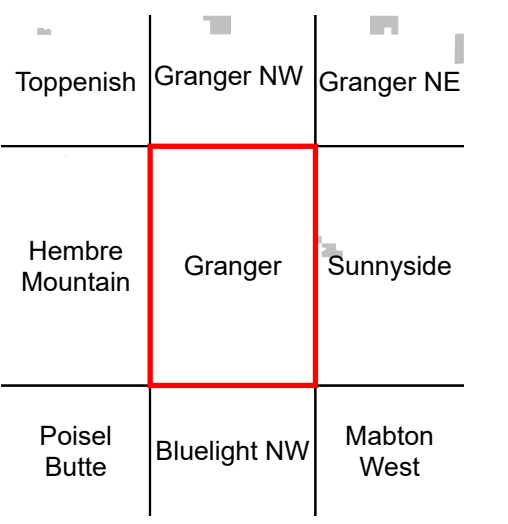 Toppenish
Granger NW
Granger NE
Hembre
Mountain
Granger
Sunnyside
Poisel
Butte
Bluelight NW
Mabton
West